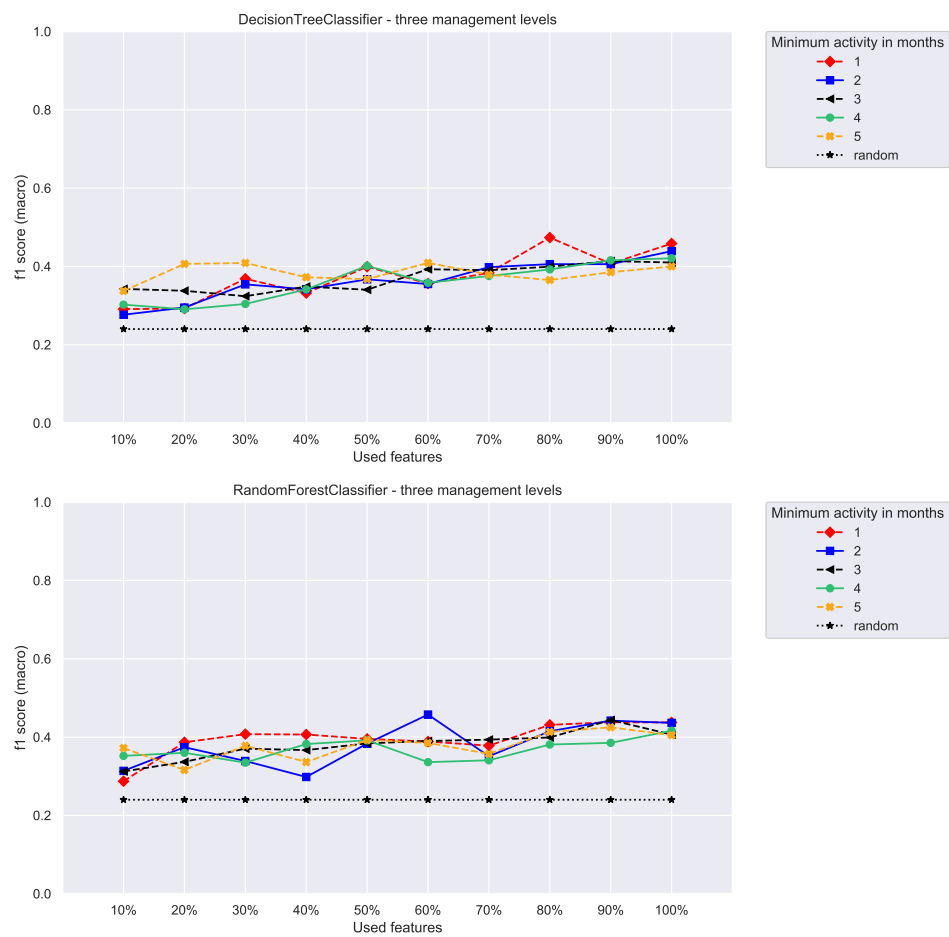 DecisionTreeClassifier - three management levels
1.0
0.8
0.6
0.4
0.2
0.0
f1 score (macro)
10% 20% 30% 40% 50% 60% 70% 80% 90% 100%
Used features
Minimum activity in months
1
2
3
4
5
random
RandomForestClassifier - three management levels
1.0
0.8
0.6
0.4
0.2
0.0
f1 score (macro)
10% 20% 30% 40% 50% 60% 70% 80% 90% 100%
Used features
Minimum activity in months
1
2
3
4
5
random